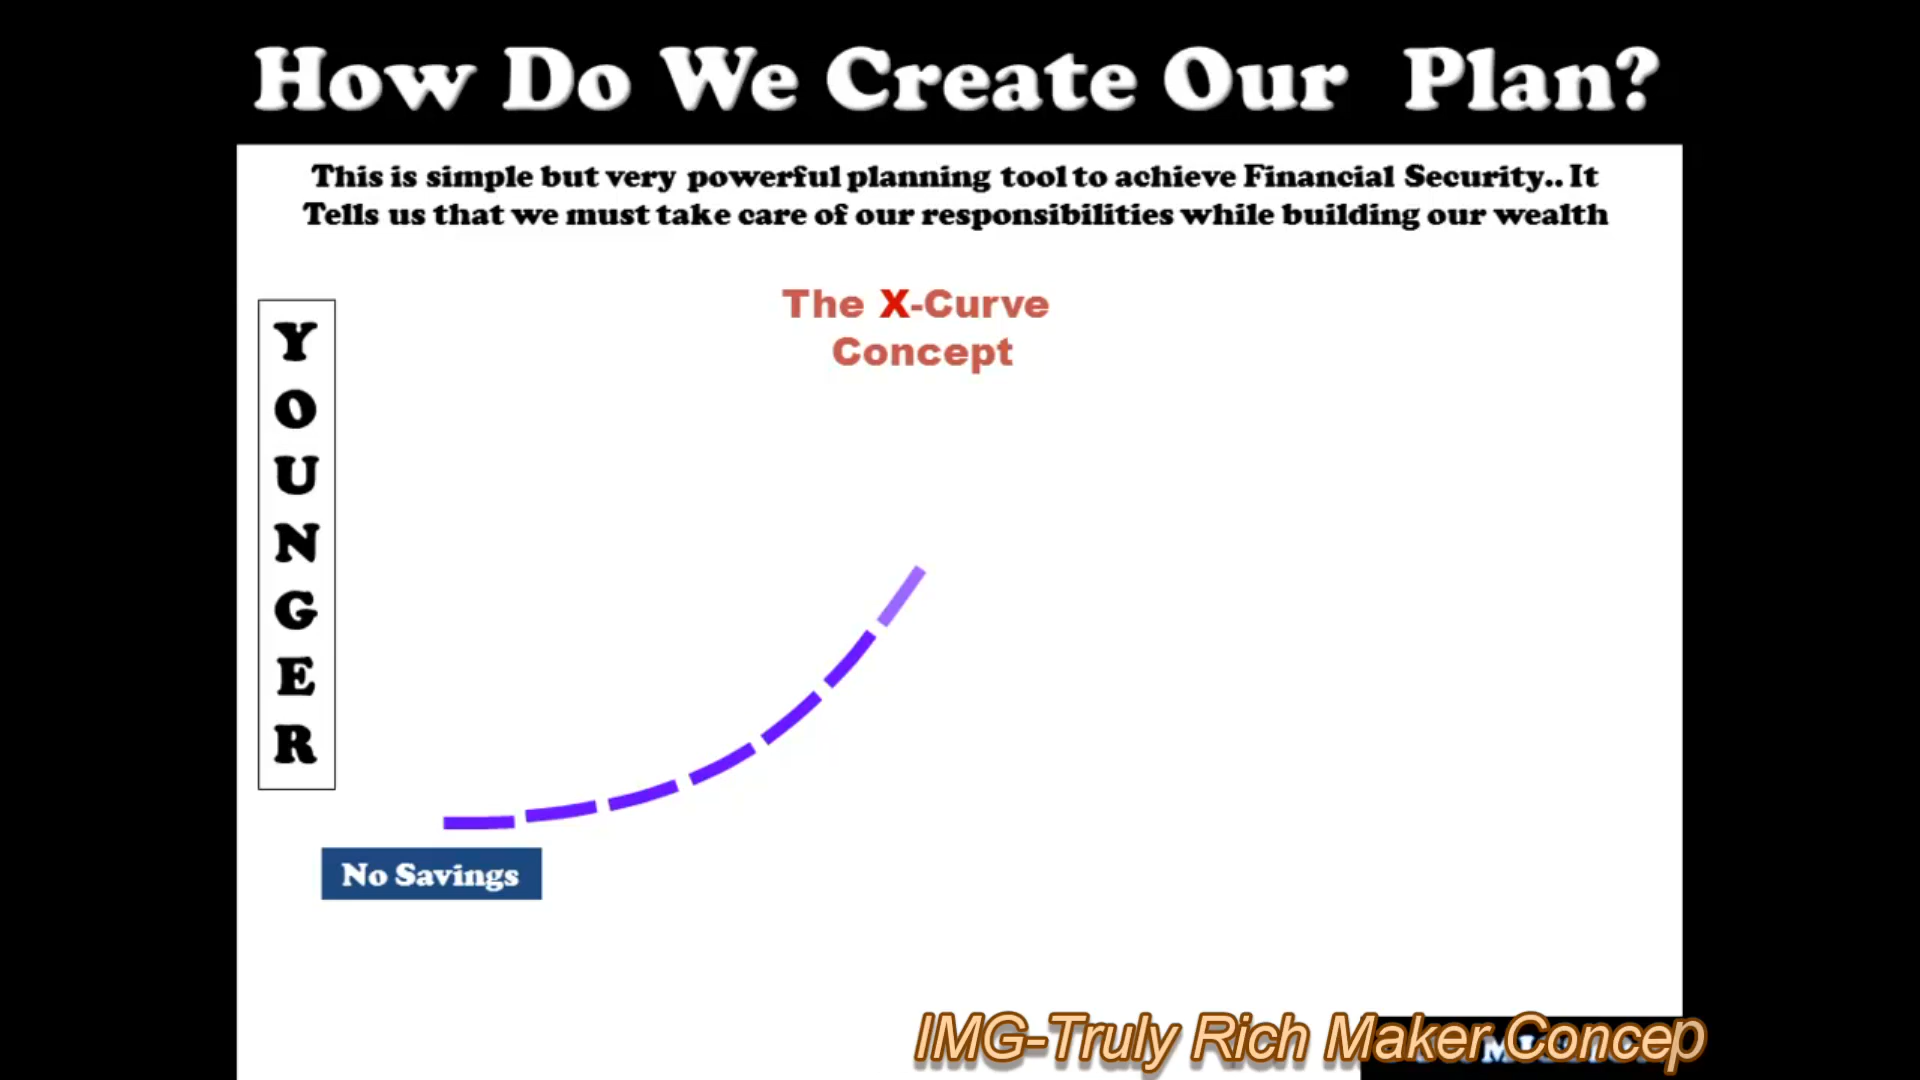 How Do We Create Our Plan?
This is simple but very powerful planning tool to achieve Financial Security.. It
Tells us that we must take care of our responsibilities while building our wealth
The X-Curve
Concept
YOUNGER
No Savings
IMG-Truly Rich Maker Concep